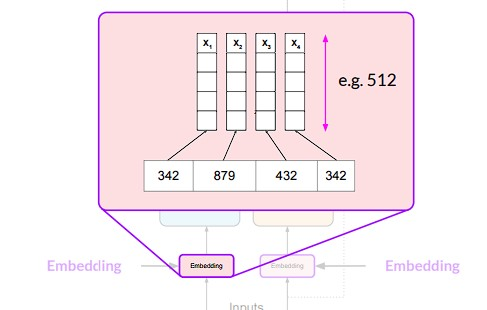 X1 X2 X3 X4
e.g. 512
342 879 432 342
Embedding Embedding Embedding Embedding
Inputs